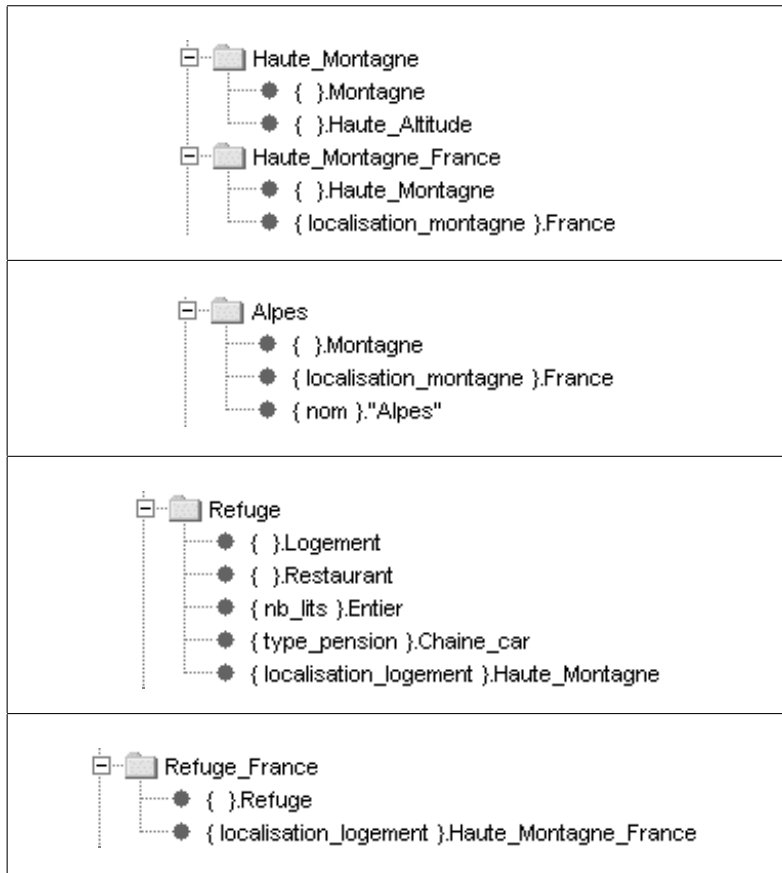 Haute_Montagne
{ }.Montagne
{ }.Haute_Altitude
Haute_Montagne_France
{ }.Haute_Montagne
{ localisation_montagne }.France
Alpes
{ }.Montagne
{ localisation_montagne }.France
{ nom }."Alpes"
Refuge
{ }.Logement
{ }.Restaurant
{ nb_lits }.Entier
{ type_pension }.Chaine_car
{ localisation_logement }.Haute_Montagne
Refuge_France
{ }.Refuge
{ localisation_logement }.Haute_Montagne_France